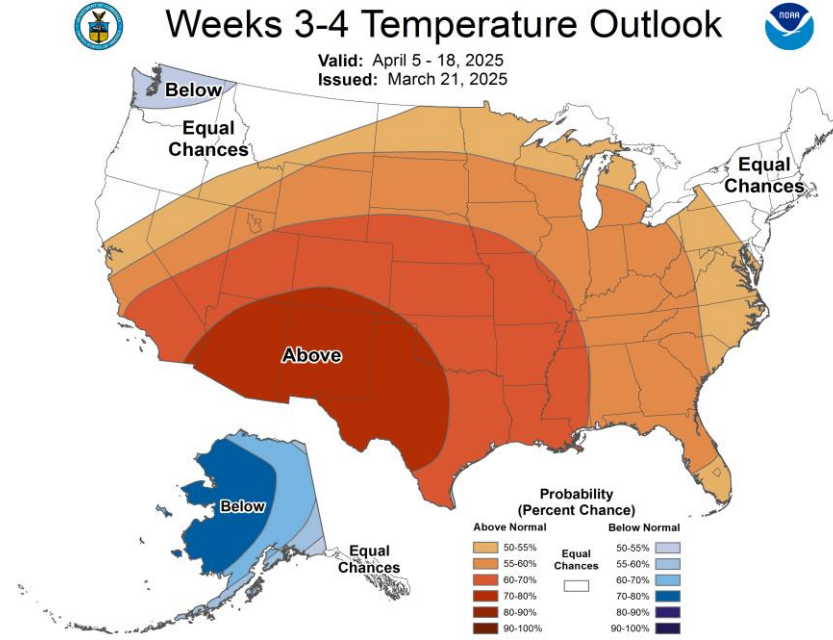 Weeks 3-4 Temperature Outlook
Valid: April 5 - 18, 2025
Issued: March 21, 2025
NOAA
Below
Equal
Chances
Equal
Chances
Above
Below
Equal
Chances
Probability
(Percent Chance)
Above Normal
50-55%
55-60%
60-70%
70-80%
80-90%
90-100%
Equal
Chances
Below Normal
50-55%
55-60%
60-70%
70-80%
80-90%
90-100%